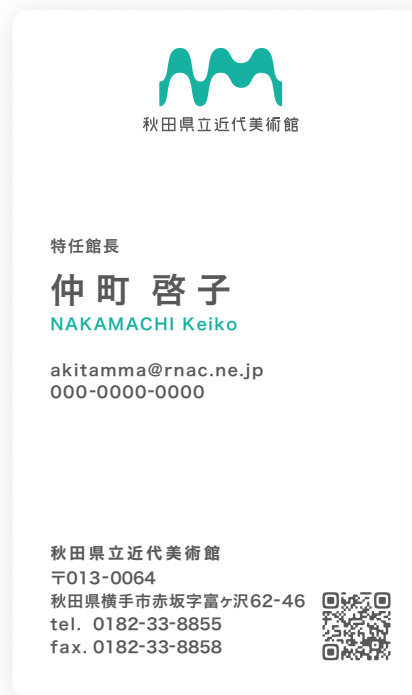 秋田県立近代美術館
特任館長
仲町 啓子
NAKAMACHI Keiko
akitamma@rnac.ne.jp
000-0000-0000
秋田県立近代美術館
〒013-0064
秋田県横手市赤坂字富ヶ沢62-46
tel. 0182-33-8855
fax. 0182-33-8858